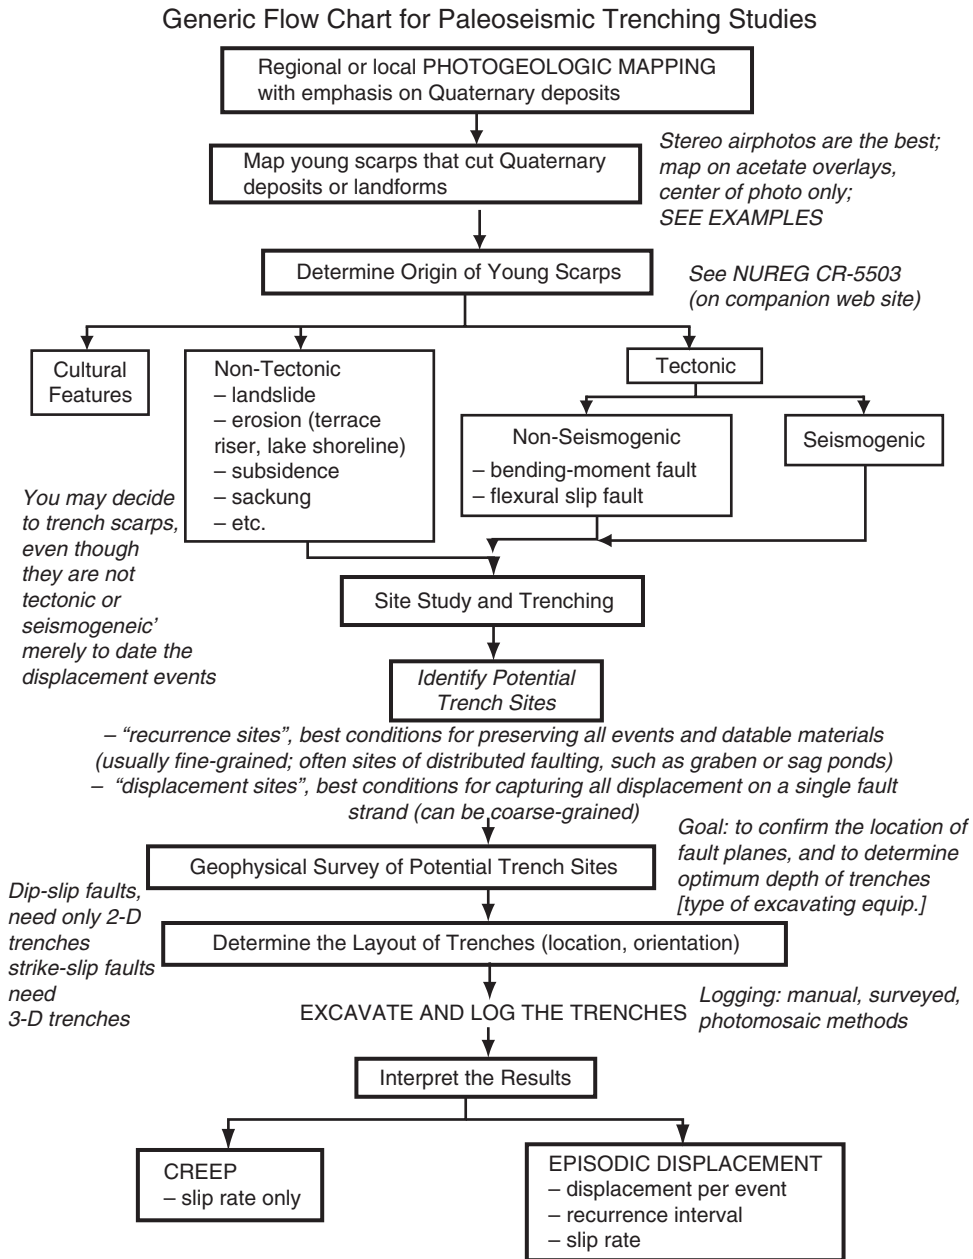 Generic Flow Chart for Paleoseismic Trenching Studies
Regional or local PHOTOGEOLOGIC MAPPING
with emphasis on Quaternary deposits
Map young scarps that cut Quaternary
deposits or landforms
Stereo airphotos are the best;
map on acetate overlays,
center of photo only;
SEE EXAMPLES
Determine Origin of Young Scarps
See NUREG CR-5503
(on companion web site)
Cultural
Features
Non-Tectonic
– landslide
– erosion (terrace
riser, lake shoreline)
– subsidence
– sackung
– etc.
Tectonic
Non-Seismogenic
– bending-moment fault
– flexural slip fault
Seismogenic
You may decide
to trench scarps,
even though
they are not
tectonic or
seismogeneic’
merely to date the
displacement events
Site Study and Trenching
Identify Potential
Trench Sites
– “recurrence sites”, best conditions for preserving all events and datable materials
(usually fine-grained; often sites of distributed faulting, such as graben or sag ponds)
– “displacement sites”, best conditions for capturing all displacement on a single fault
strand (can be coarse-grained)
Geophysical Survey of Potential Trench Sites
Goal: to confirm the location of
fault planes, and to determine
optimum depth of trenches
[type of excavating equip.]
Dip-slip faults,
need only 2-D
trenches
strike-slip faults
need
3-D trenches
Determine the Layout of Trenches (location, orientation)
EXCAVATE AND LOG THE TRENCHES
Logging: manual, surveyed,
photomosaic methods
Interpret the Results
CREEP
– slip rate only
EPISODIC DISPLACEMENT
– displacement per event
– recurrence interval
– slip rate